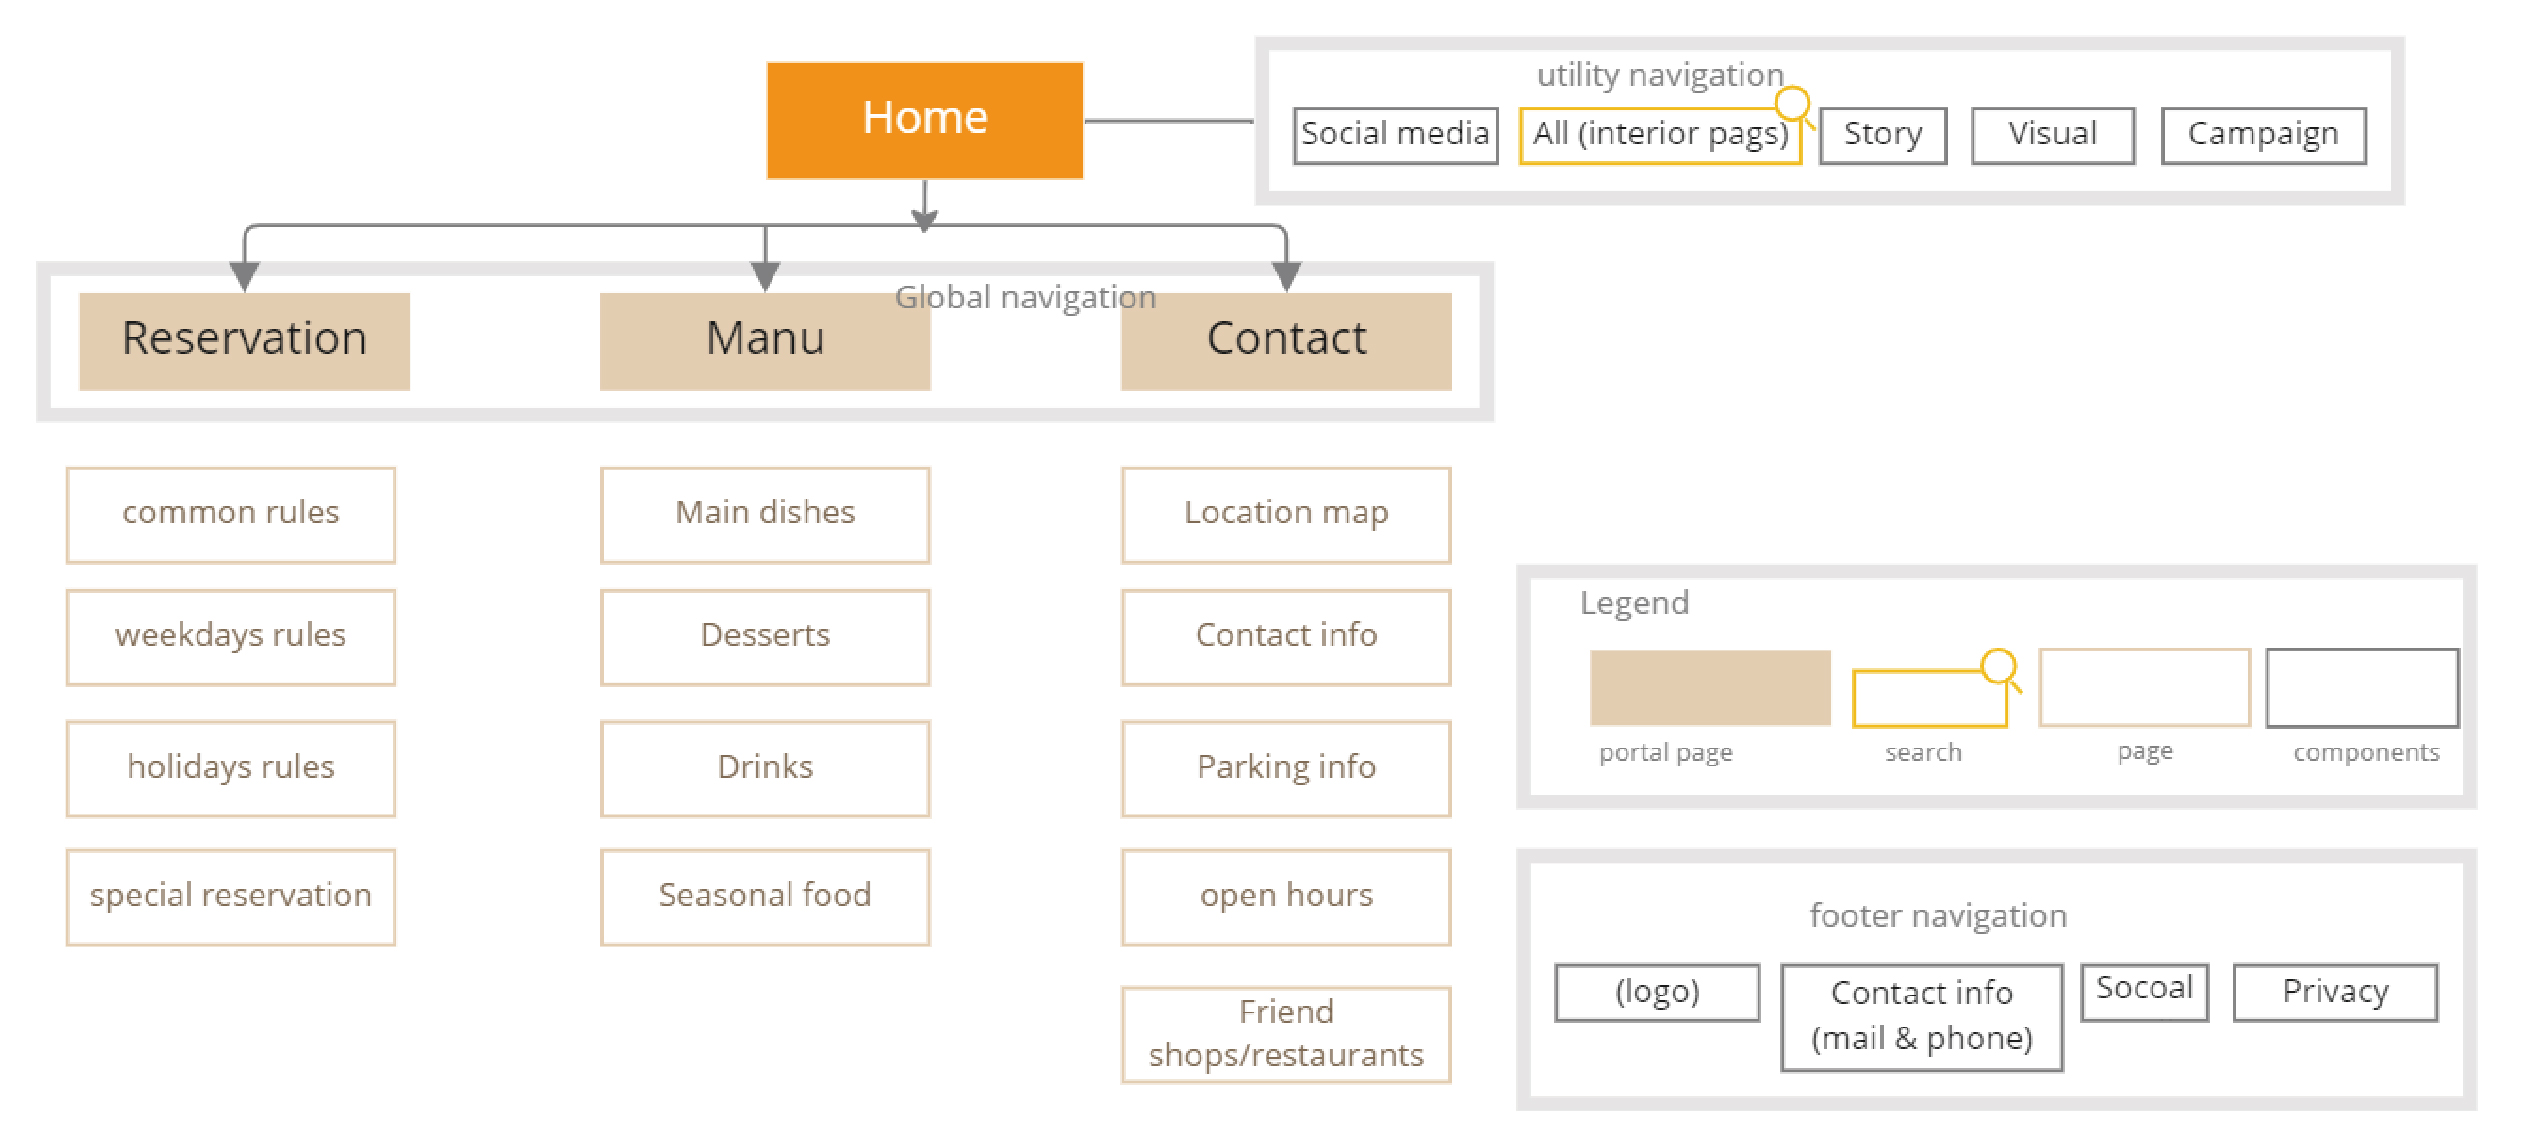 Home
utility navigation
Social media
All (interior pags)
Story
Visual
Campaign
Global navigation
Reservation
Manu
Contact
common rules
Main dishes
Location map
weekdays rules
Desserts
Contact info
holidays rules
Drinks
Parking info
special reservation
Seasonal food
open hours
Friend
shops/restaurants
Legend
portal page
search
page
components
footer navigation
(logo)
Contact info
(mail & phone)
Socoal
Privacy